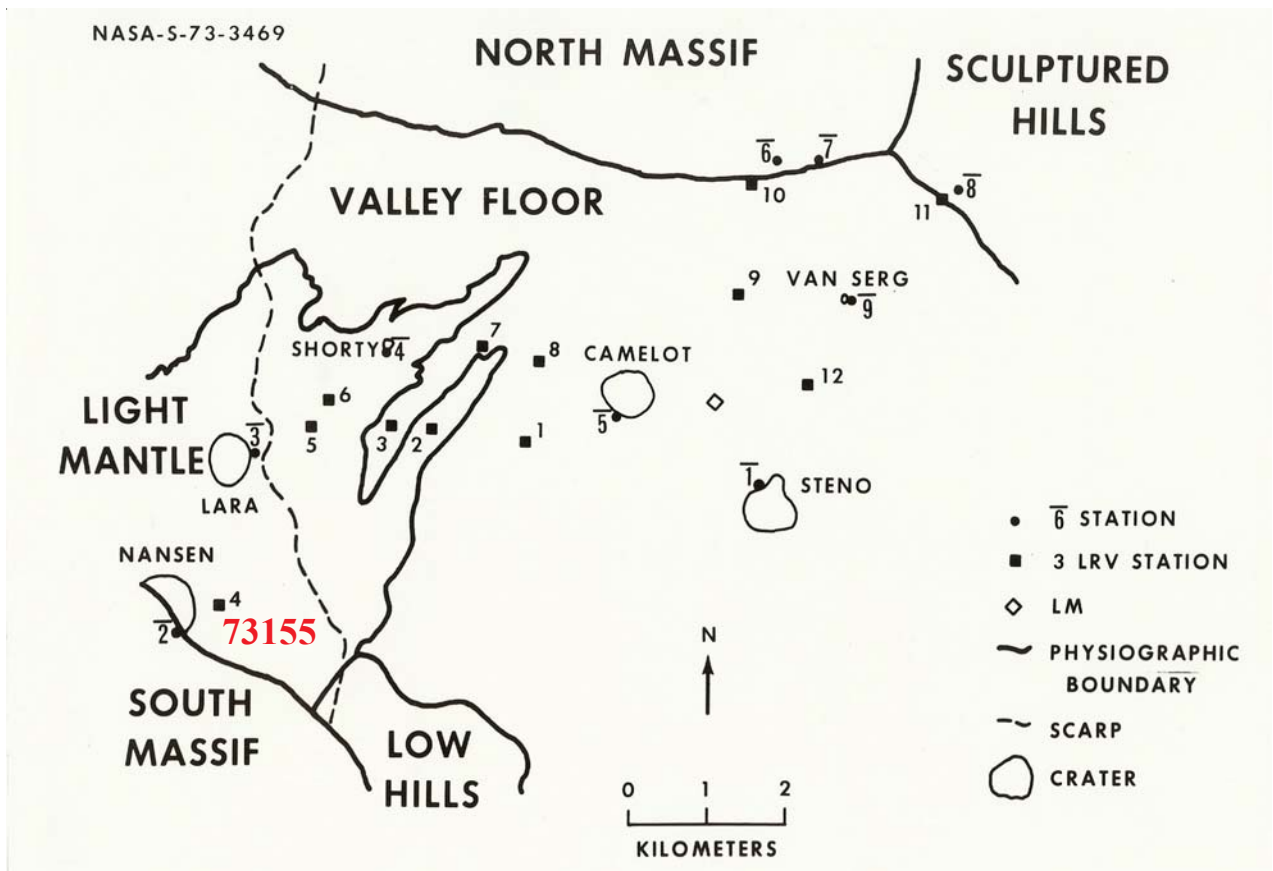 NASA-S-73-3469
NORTH MASSIF
SCULPTURED
HILLS
6̅
7̅
10
8̅
11
VALLEY FLOOR
9
VAN SERG
9̅
7
SHORTY
4̅
8
CAMELOT
12
6
LIGHT
MANTLE
3̅
5
3
2
1
5̅
LARA
1̅
STENO
NANSEN
4
73155
2̅
SOUTH
MASSIF
LOW
HILLS
N
0 1 2
KILOMETERS
6̅ STATION
3 LRV STATION
LM
PHYSIOGRAPHIC
BOUNDARY
SCARP
CRATER